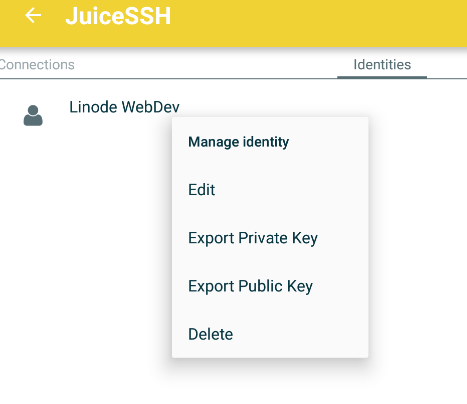 JuiceSSH
Connections
Identities
Linode WebDev
Manage identity
Edit
Export Private Key
Export Public Key
Delete